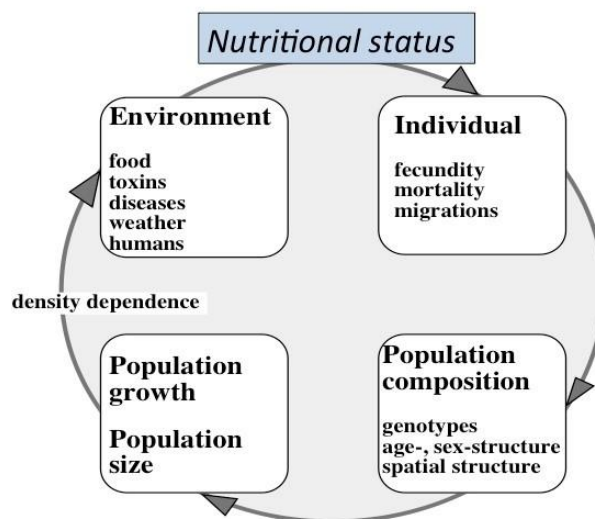 Nutritional status
Environment
food
toxins
diseases
weather
humans
Individual
fecundity
mortality
migrations
density dependence
Population
growth
Population
size
Population
composition
genotypes
age-, sex-structure
spatial structure